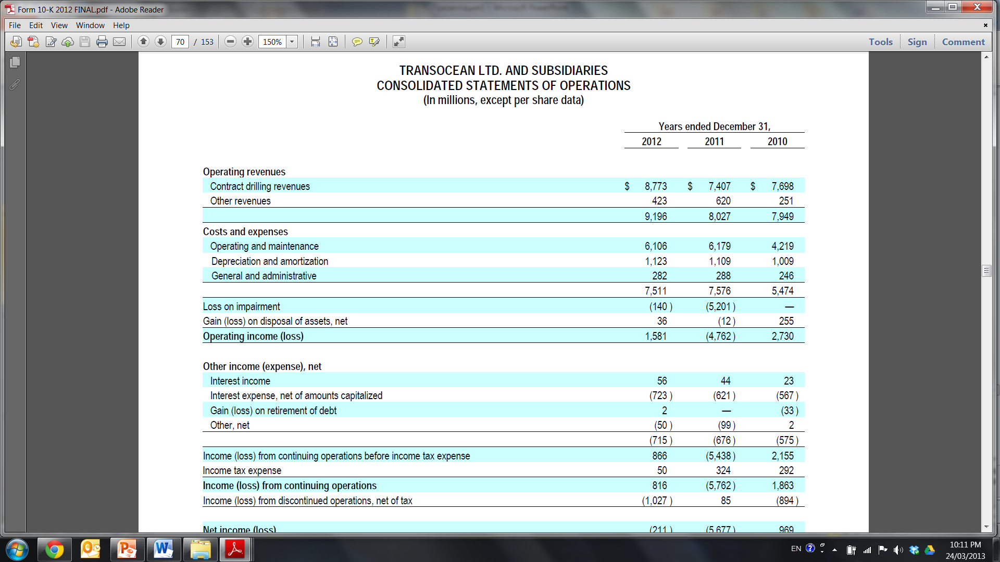 Form 10-K 2012 FINAL.pdf - Adobe Reader
File Edit View Window Help
70 / 153 150% Tools Sign Comment
TRANSOCEAN LTD. AND SUBSIDIARIES
CONSOLIDATED STATEMENTS OF OPERATIONS
(In millions, except per share data)
Years ended December 31,
2012 2011 2010
Operating revenues
Contract drilling revenues $ 8,773 $ 7,407 $ 7,698
Other revenues 423 620 251
9,196 8,027 7,949
Costs and expenses
Operating and maintenance 6,106 6,179 4,219
Depreciation and amortization 1,123 1,109 1,009
General and administrative 282 288 246
7,511 7,576 5,474
Loss on impairment (140 ) (5,201 ) —
Gain (loss) on disposal of assets, net 36 (12 ) 255
Operating income (loss) 1,581 (4,762 ) 2,730
Other income (expense), net
Interest income 56 44 23
Interest expense, net of amounts capitalized (723 ) (621 ) (567 )
Gain (loss) on retirement of debt 2 — (33 )
Other, net (50 ) (99 ) 2
(715 ) (676 ) (575 )
Income (loss) from continuing operations before income tax expense 866 (5,438 ) 2,155
Income tax expense 50 324 292
Income (loss) from continuing operations 816 (5,762 ) 1,863
Income (loss) from discontinued operations, net of tax (1,027 ) 85 (894 )
Net income (loss) (211 ) (5,677 ) 969
EN 10:11 PM
24/03/2013